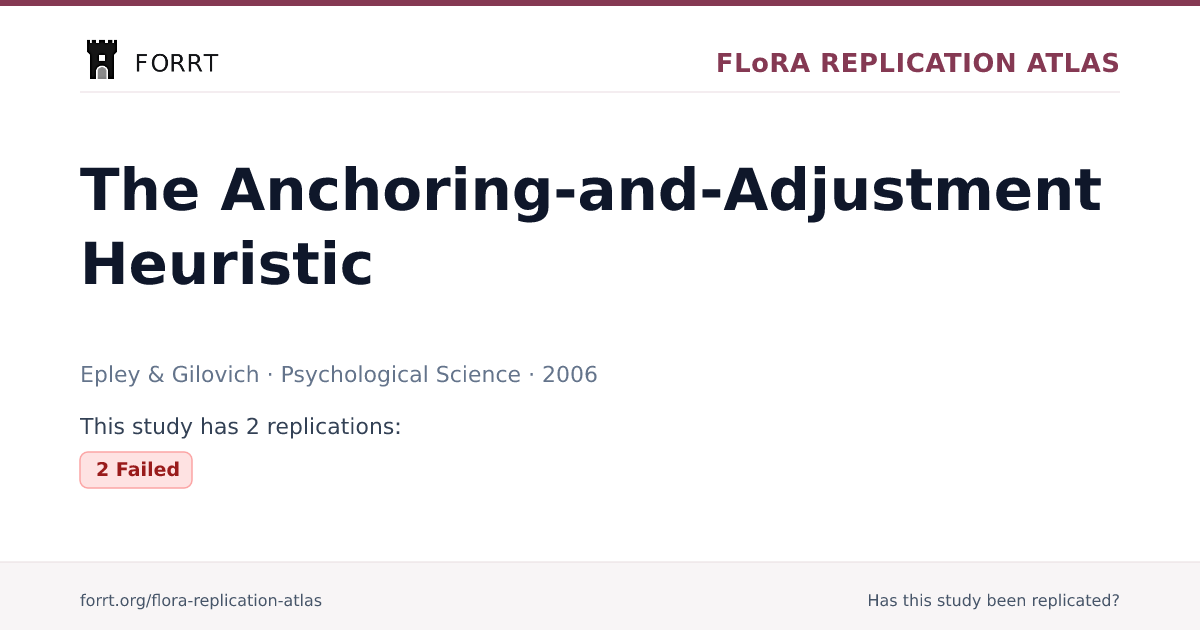 FORRT
FLoRA REPLICATION ATLAS
The Anchoring-and-Adjustment
Heuristic
Epley & Gilovich · Psychological Science · 2006
This study has 2 replications:
2 Failed
forrt.org/flora-replication-atlas
Has this study been replicated?